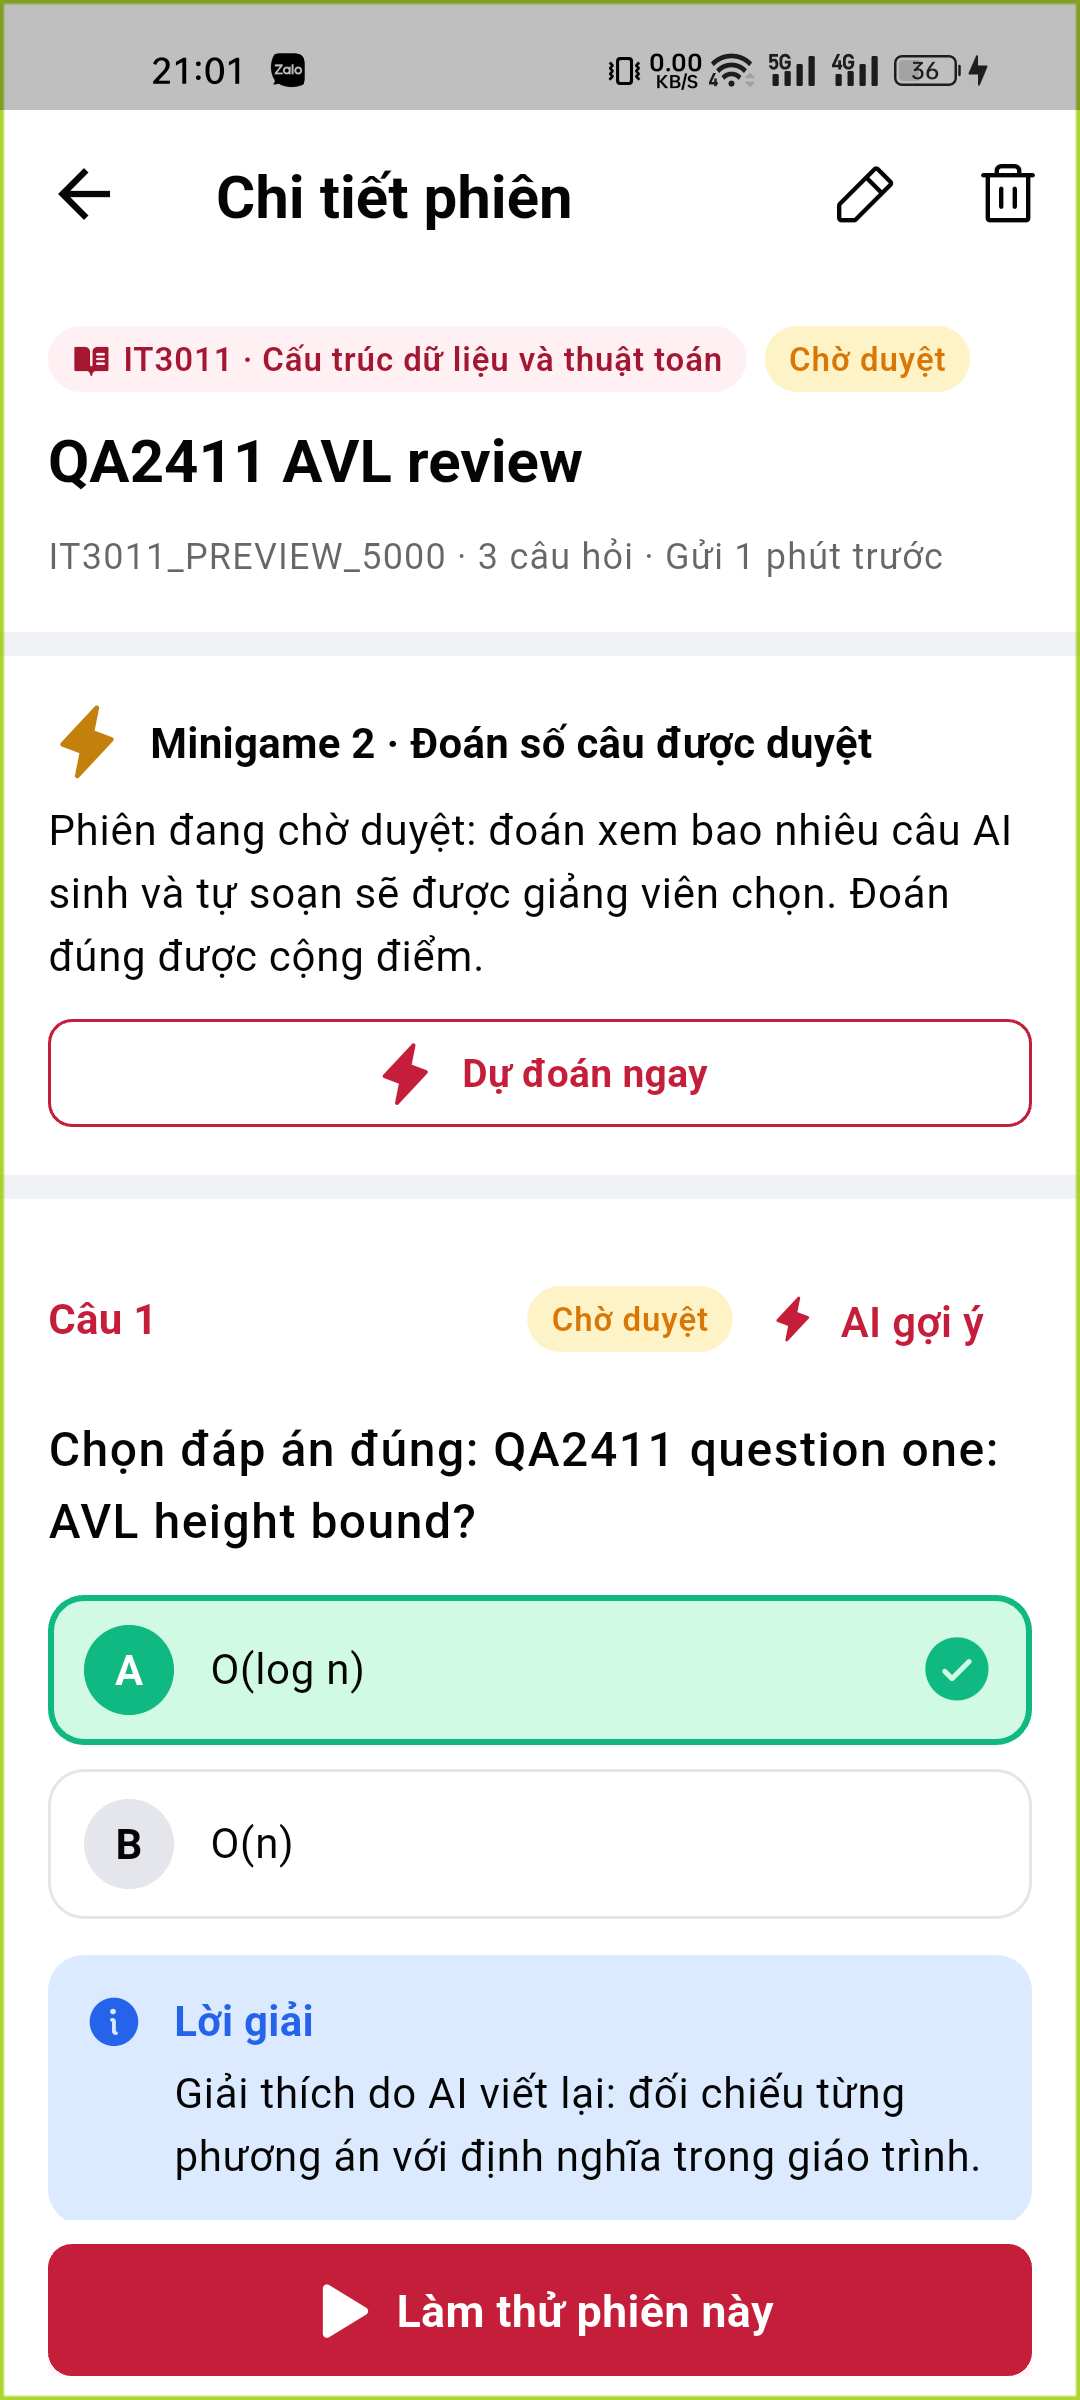 21:01
Zalo
0.00
KB/S
4
5G
4G
36
Chi tiết phiên
IT3011 · Cấu trúc dữ liệu và thuật toán
Chờ duyệt
QA2411 AVL review
IT3011_PREVIEW_5000 · 3 câu hỏi · Gửi 1 phút trước
Minigame 2 · Đoán số câu được duyệt
Phiên đang chờ duyệt: đoán xem bao nhiêu câu AI
sinh và tự soạn sẽ được giảng viên chọn. Đoán
đúng được cộng điểm.
Dự đoán ngay
Câu 1
Chờ duyệt
AI gợi ý
Chọn đáp án đúng: QA2411 question one:
AVL height bound?
A
O(log n)
B
O(n)
Lời giải
Giải thích do AI viết lại: đối chiếu từng
phương án với định nghĩa trong giáo trình.
Làm thử phiên này